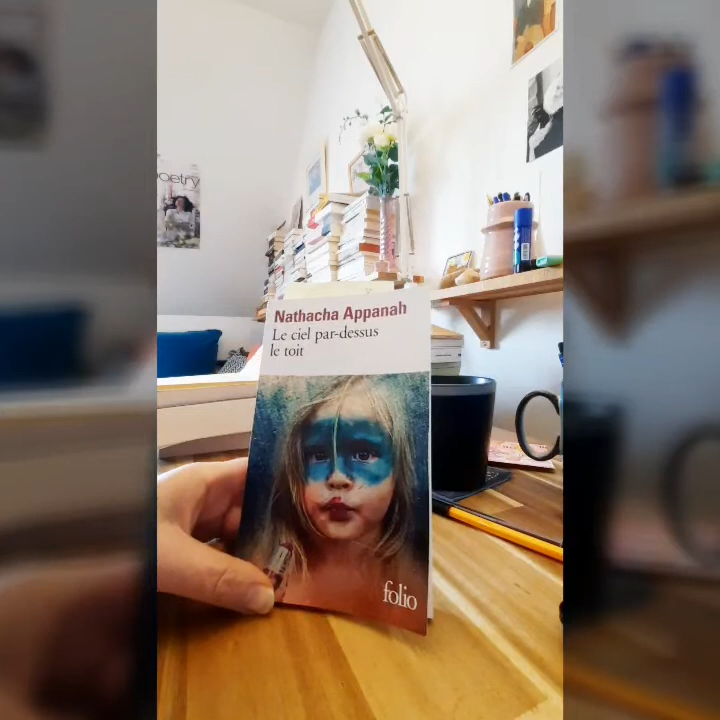 poetry
Nathacha Appanah
Le ciel par-dessus
le toit
folio